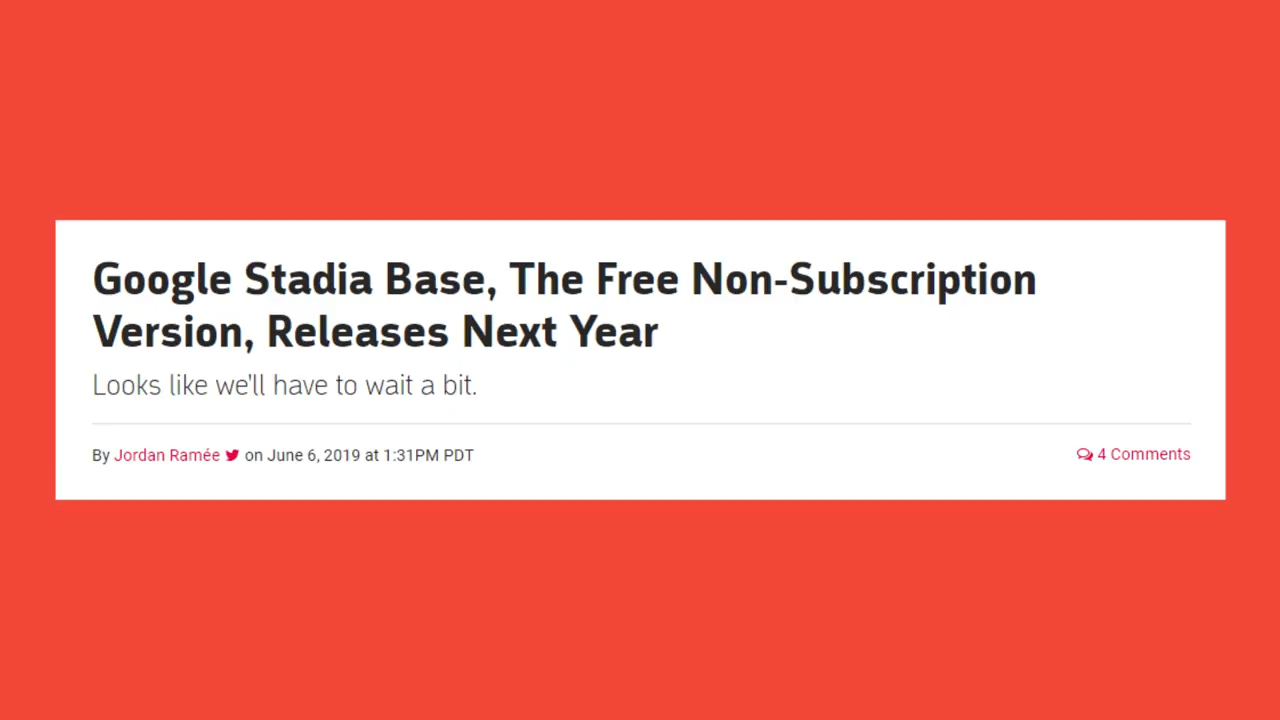 Google Stadia Base, The Free Non-Subscription
Version, Releases Next Year
Looks like we'll have to wait a bit.
By Jordan Ramée on June 6, 2019 at 1:31PM PDT
4 Comments